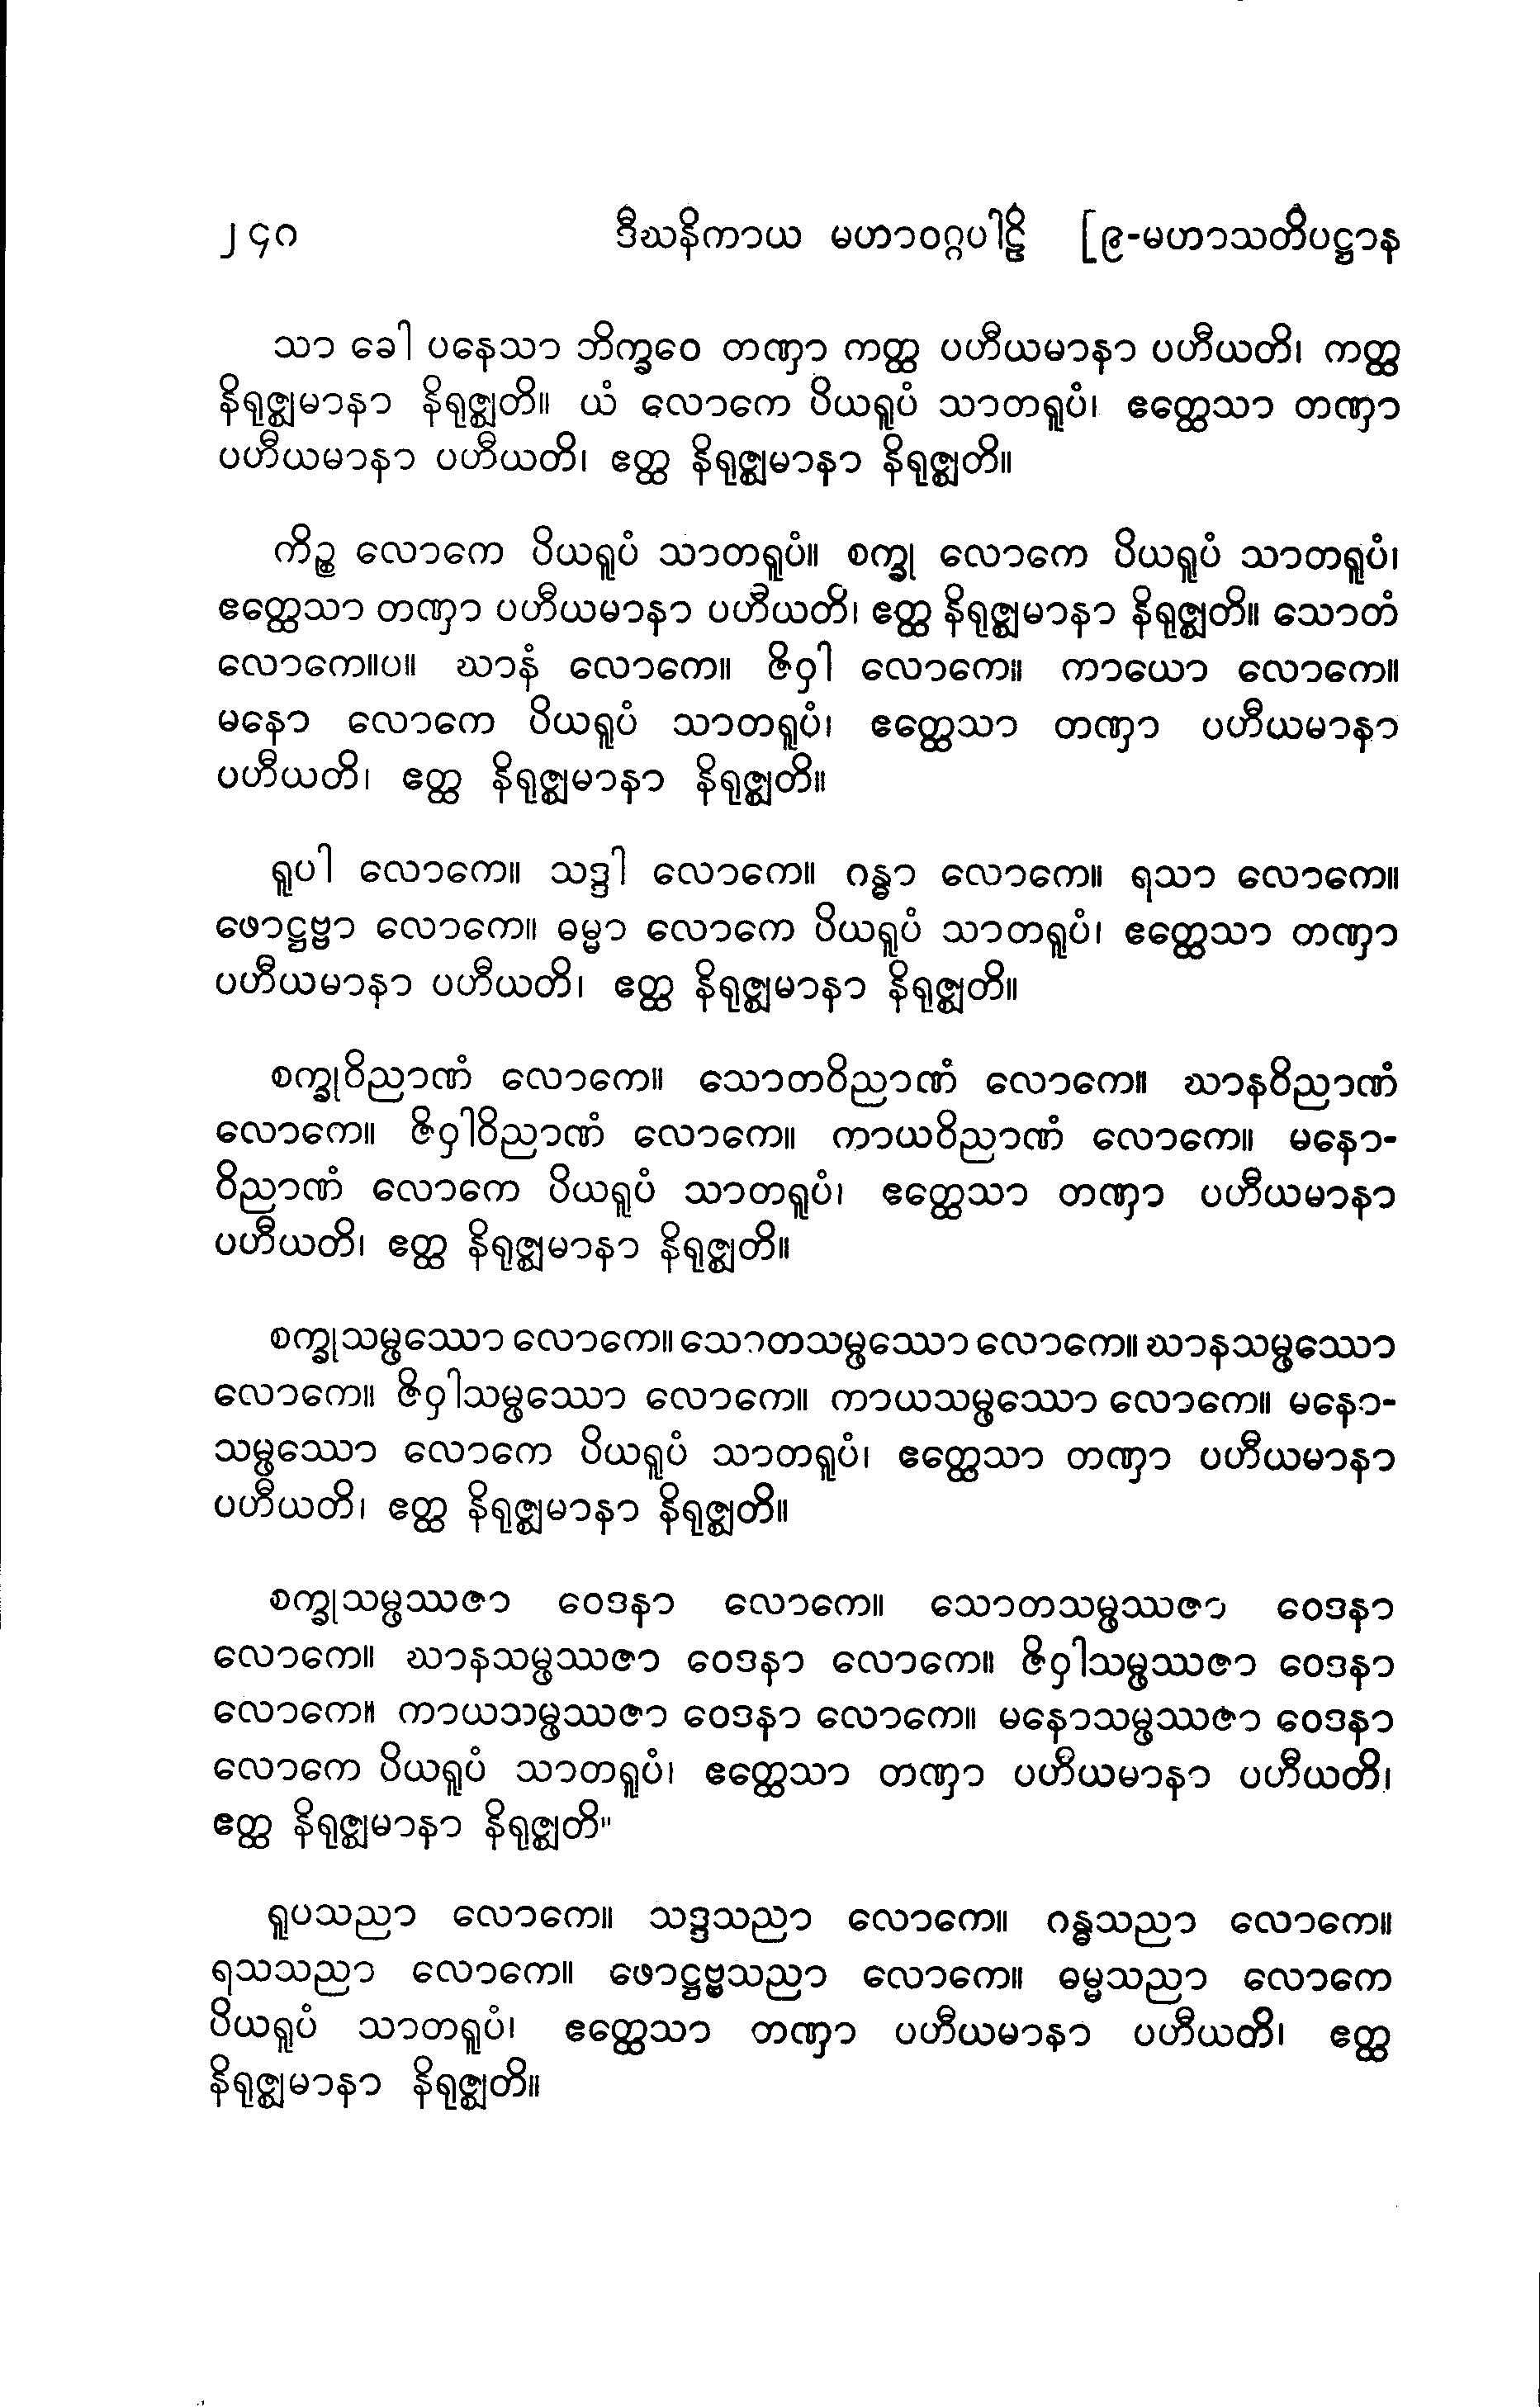 ၂၄၀ ဒီဃနိကာယ မဟာဝဂ္ဂပါဠိ [၉-မဟာသတိပဋ္ဌာန
သာ ခေါ ပနေသာ ဘိက္ခဝေ တဏှာ ကတ္ထ ပဟီယမာနာ ပဟီယတိ၊ ကတ္ထ
နိရုဇ္ဈမာနာ နိရုဇ္ဈတိ။ ယံ လောကေ ပိယရူပံ သာတရူပံ၊ ဧတ္ထေသာ တဏှာ
ပဟီယမာနာ ပဟီယတိ၊ ဧတ္ထ နိရုဇ္ဈမာနာ နိရုဇ္ဈတိ။
ကိဉ္စ လောကေ ပိယရူပံ သာတရူပံ။ စက္ခု လောကေ ပိယရူပံ သာတရူပံ၊
ဧတ္ထေသာ တဏှာ ပဟီယမာနာ ပဟီယတိ၊ ဧတ္ထ နိရုဇ္ဈမာနာ နိရုဇ္ဈတိ။ သောတံ
လောကေ။ပ။ ဃာနံ လောကေ။ ဇိဝှါ လောကေ။ ကာယော လောကေ။
မနော လောကေ ပိယရူပံ သာတရူပံ၊ ဧတ္ထေသာ တဏှာ ပဟီယမာနာ
ပဟီယတိ၊ ဧတ္ထ နိရုဇ္ဈမာနာ နိရုဇ္ဈတိ။
ရူပါ လောကေ။ သဒ္ဒါ လောကေ။ ဂန္ဓာ လောကေ။ ရသာ လောကေ။
ဖောဋ္ဌဗ္ဗာ လောကေ။ ဓမ္မာ လောကေ ပိယရူပံ သာတရူပံ၊ ဧတ္ထေသာ တဏှာ
ပဟီယမာနာ ပဟီယတိ၊ ဧတ္ထ နိရုဇ္ဈမာနာ နိရုဇ္ဈတိ။
စက္ခုဝိညာဏံ လောကေ။ သောတဝိညာဏံ လောကေ။ ဃာနဝိညာဏံ
လောကေ။ ဇိဝှါဝိညာဏံ လောကေ။ ကာယဝိညာဏံ လောကေ။ မနော-
ဝိညာဏံ လောကေ ပိယရူပံ သာတရူပံ၊ ဧတ္ထေသာ တဏှာ ပဟီယမာနာ
ပဟီယတိ၊ ဧတ္ထ နိရုဇ္ဈမာနာ နိရုဇ္ဈတိ။
စက္ခုသမ္ဖဿော လောကေ။ သောတသမ္ဖဿော လောကေ။ ဃာနသမ္ဖဿော
လောကေ။ ဇိဝှါသမ္ဖဿော လောကေ။ ကာယသမ္ဖဿော လောကေ။ မနော-
သမ္ဖဿော လောကေ ပိယရူပံ သာတရူပံ၊ ဧတ္ထေသာ တဏှာ ပဟီယမာနာ
ပဟီယတိ၊ ဧတ္ထ နိရုဇ္ဈမာနာ နိရုဇ္ဈတိ။
စက္ခုသမ္ဖဿဇာ ဝေဒနာ လောကေ။ သောတသမ္ဖဿဇာ ဝေဒနာ
လောကေ။ ဃာနသမ္ဖဿဇာ ဝေဒနာ လောကေ။ ဇိဝှါသမ္ဖဿဇာ ဝေဒနာ
လောကေ။ ကာယသမ္ဖဿဇာ ဝေဒနာ လောကေ။ မနောသမ္ဖဿဇာ ဝေဒနာ
လောကေ ပိယရူပံ သာတရူပံ၊ ဧတ္ထေသာ တဏှာ ပဟီယမာနာ ပဟီယတိ၊
ဧတ္ထ နိရုဇ္ဈမာနာ နိရုဇ္ဈတိ။
ရူပသညာ လောကေ။ သဒ္ဒသညာ လောကေ။ ဂန္ဓသညာ လောကေ။
ရသသညာ လောကေ။ ဖောဋ္ဌဗ္ဗသညာ လောကေ။ ဓမ္မသညာ လောကေ
ပိယရူပံ သာတရူပံ၊ ဧတ္ထေသာ တဏှာ ပဟီယမာနာ ပဟီယတိ၊ ဧတ္ထ
နိရုဇ္ဈမာနာ နိရုဇ္ဈတိ။